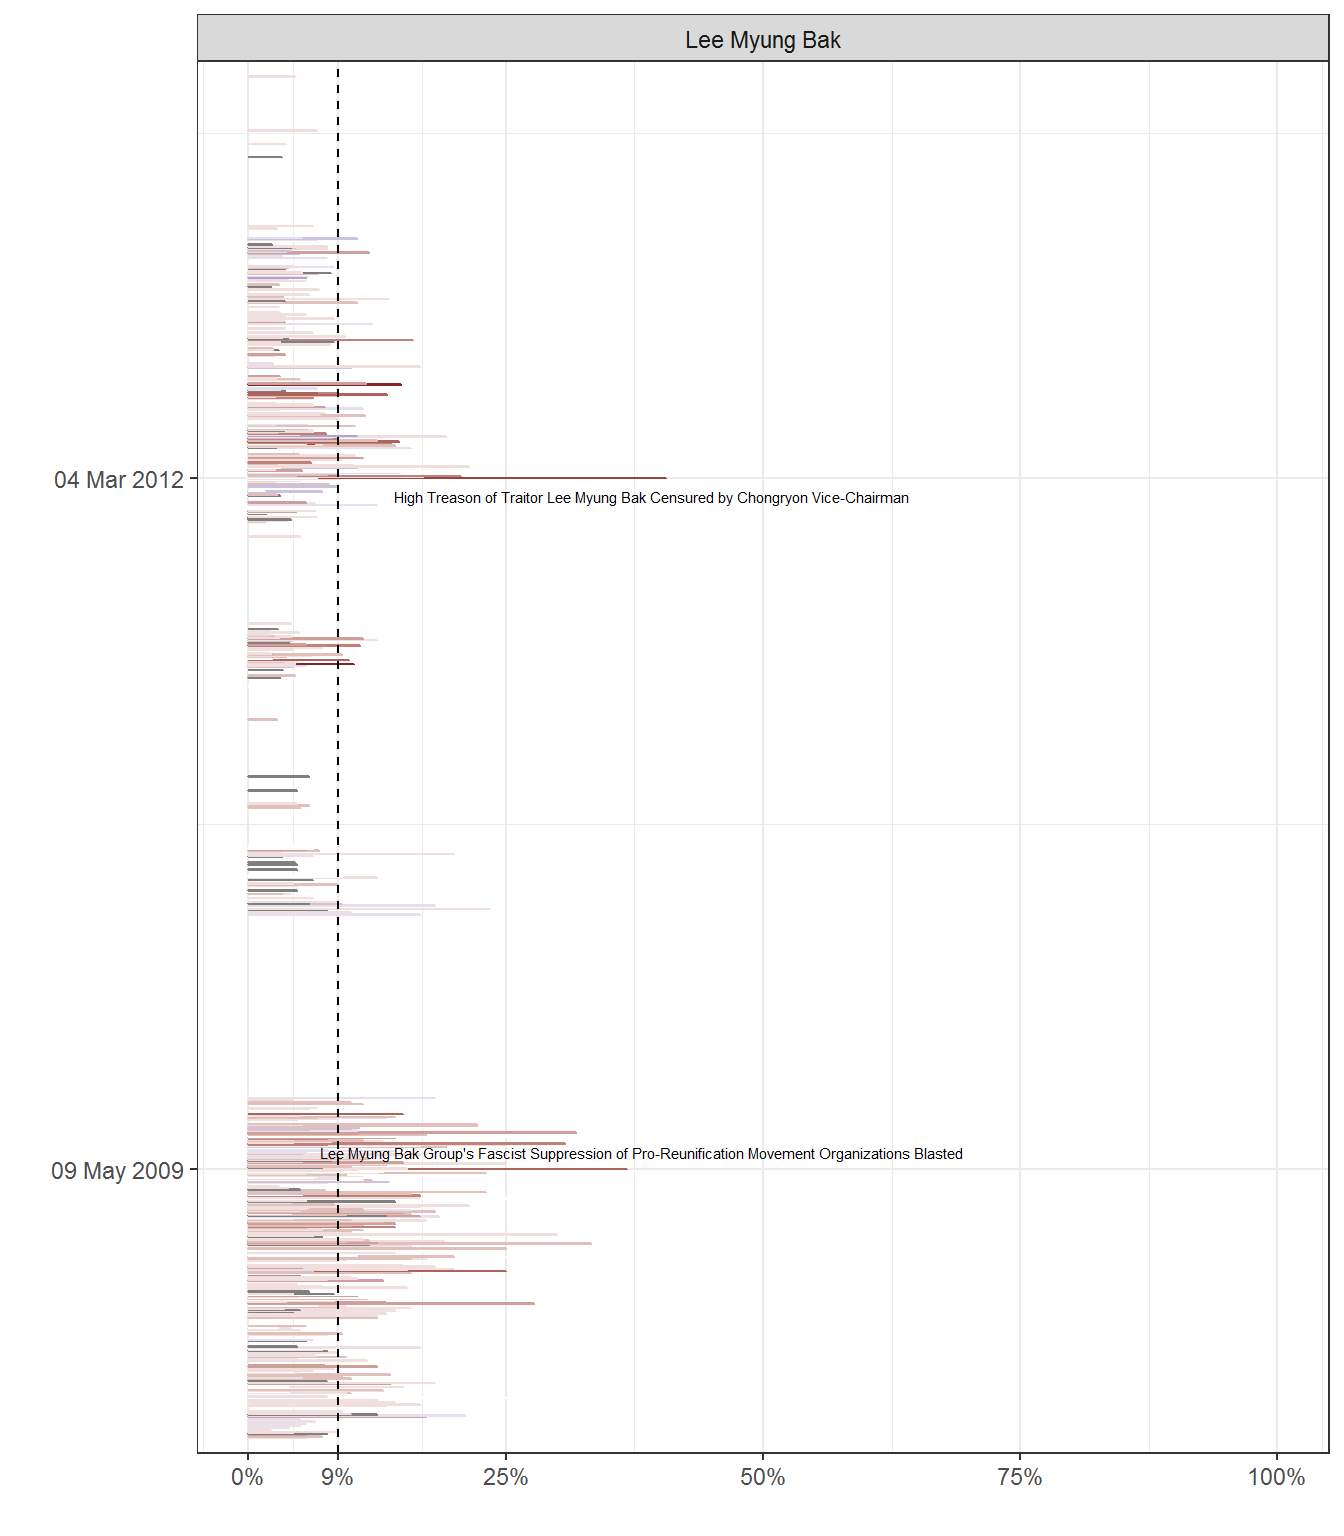 Lee Myung Bak
04 Mar 2012
High Treason of Traitor Lee Myung Bak Censured by Chongryon Vice-Chairman
Lee Myung Bak Group's Fascist Suppression of Pro-Reunification Movement Organizations Blasted
09 May 2009
0% 9% 25% 50% 75% 100%